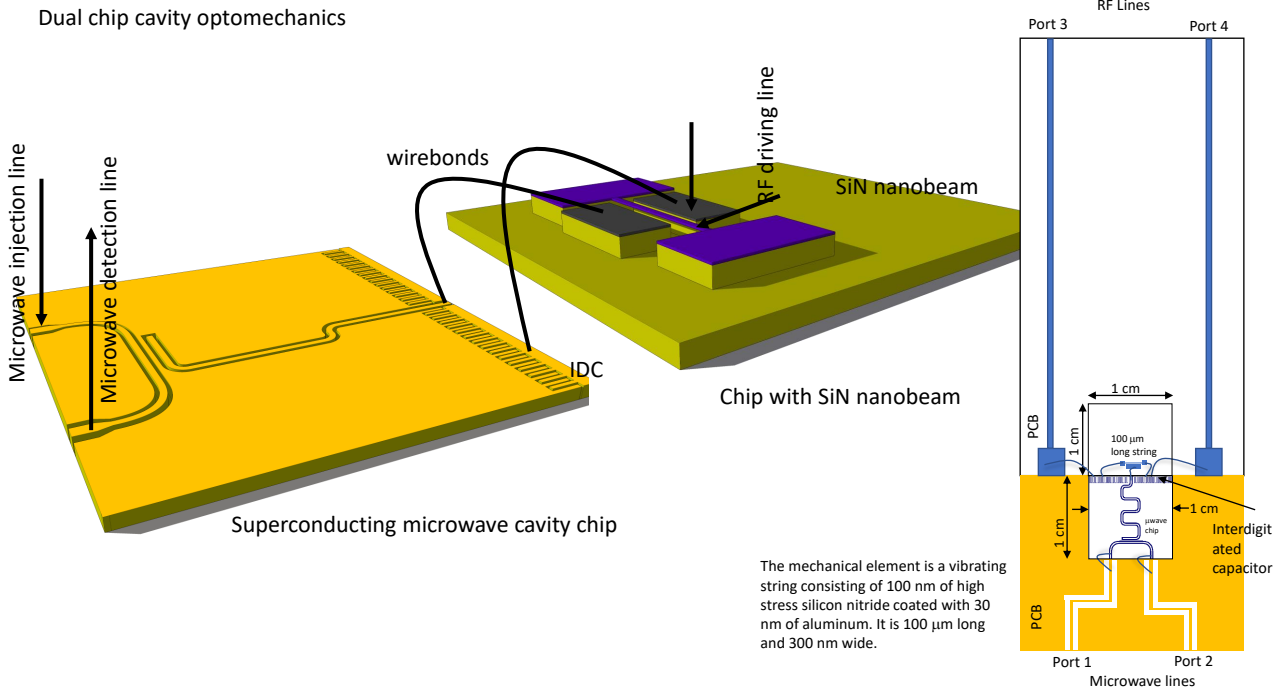 Dual chip cavity optomechanics
Microwave injection line
Microwave detection line
wirebonds
RF driving line
SiN nanobeam
IDC
Chip with SiN nanobeam
Superconducting microwave cavity chip
RF Lines
Port 3
Port 4
1 cm
1 cm
PCB
100 μm
long string
1 cm
1 cm
μwave
chip
Interdigit
ated
capacitor
PCB
The mechanical element is a vibrating
string consisting of 100 nm of high
stress silicon nitride coated with 30
nm of aluminum. It is 100 μm long
and 300 nm wide.
Port 1
Port 2
Microwave lines